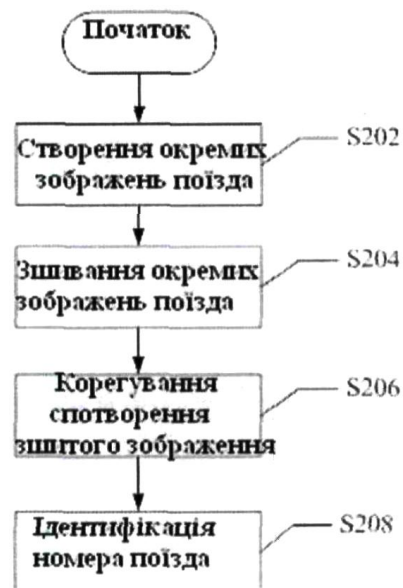 Початок
Створення окремих
зображень поїзда
S202
Зшивання окремих
зображень поїзда
S204
Корегування
спотворення
зшитого зображення
S206
Ідентифікація
номера поїзда
S208